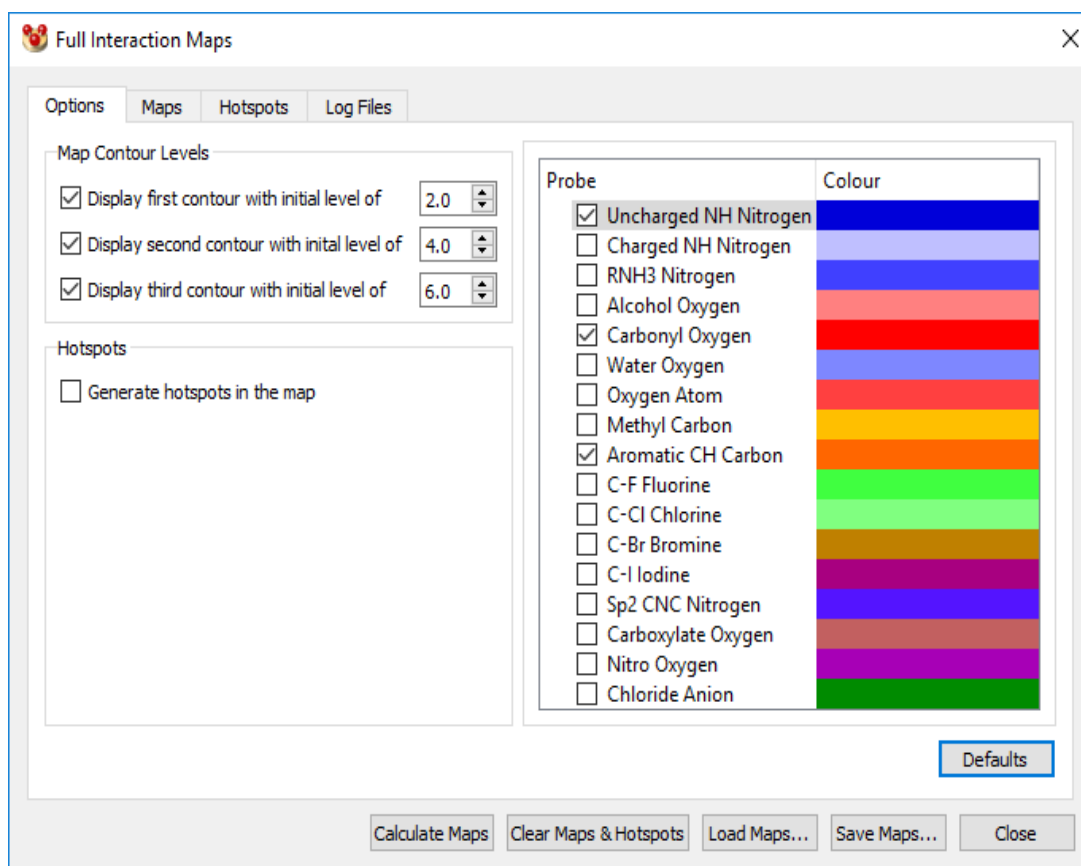 Full Interaction Maps
Options Maps Hotspots Log Files
Map Contour Levels
Display first contour with initial level of 2.0
Display second contour with inital level of 4.0
Display third contour with initial level of 6.0
Hotspots
Generate hotspots in the map
Probe Colour
Uncharged NH Nitrogen
Charged NH Nitrogen
RNH3 Nitrogen
Alcohol Oxygen
Carbonyl Oxygen
Water Oxygen
Oxygen Atom
Methyl Carbon
Aromatic CH Carbon
C-F Fluorine
C-Cl Chlorine
C-Br Bromine
C-I Iodine
Sp2 CNC Nitrogen
Carboxylate Oxygen
Nitro Oxygen
Chloride Anion
Defaults
Calculate Maps Clear Maps & Hotspots Load Maps... Save Maps... Close